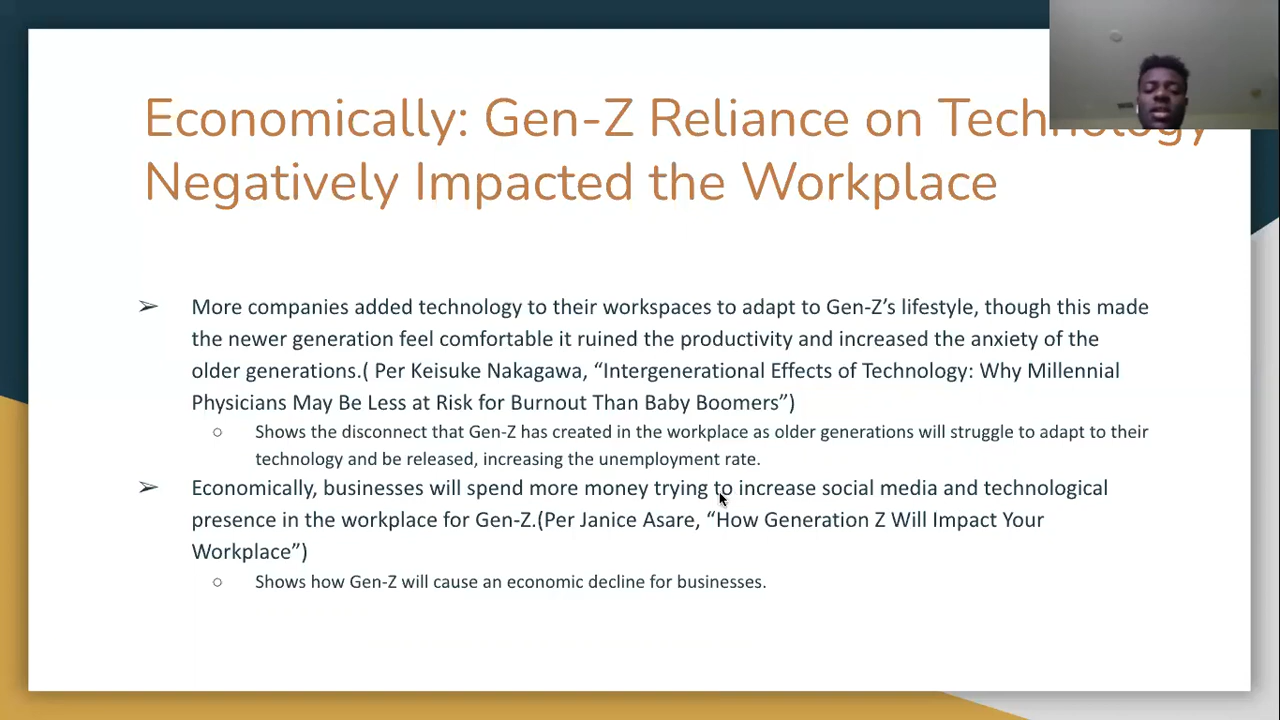 Economically: Gen-Z Reliance on Technology
Negatively Impacted the Workplace
➢ More companies added technology to their workspaces to adapt to Gen-Z’s lifestyle, though this made
the newer generation feel comfortable it ruined the productivity and increased the anxiety of the
older generations.( Per Keisuke Nakagawa, “Intergenerational Effects of Technology: Why Millennial
Physicians May Be Less at Risk for Burnout Than Baby Boomers”)
○ Shows the disconnect that Gen-Z has created in the workplace as older generations will struggle to adapt to their
technology and be released, increasing the unemployment rate.
➢ Economically, businesses will spend more money trying to increase social media and technological
presence in the workplace for Gen-Z.(Per Janice Asare, “How Generation Z Will Impact Your
Workplace”)
○ Shows how Gen-Z will cause an economic decline for businesses.